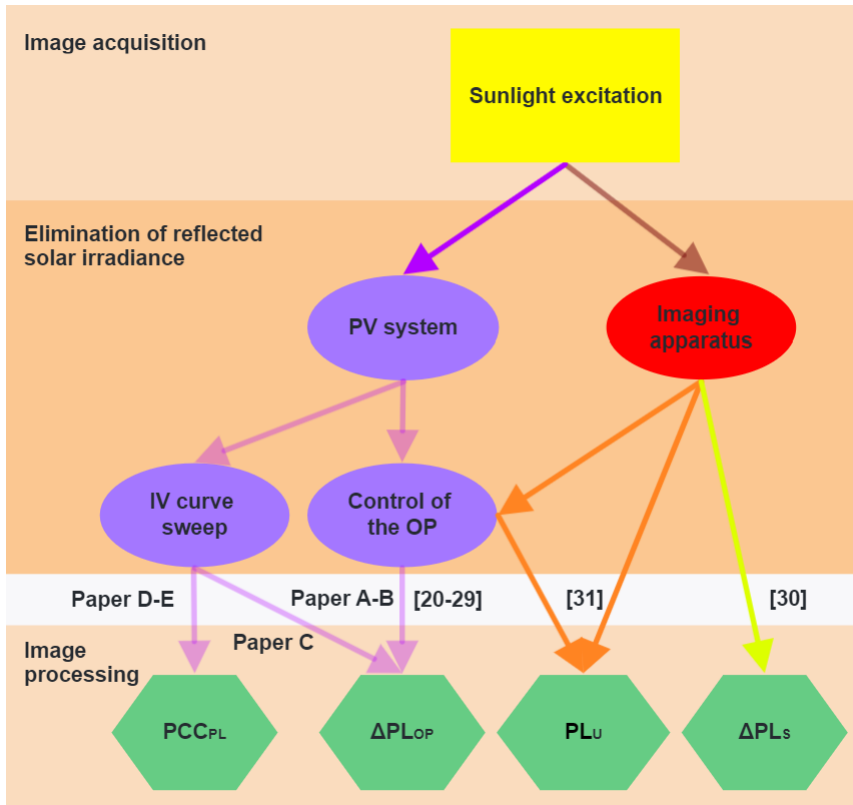 Image acquisition
Sunlight excitation
Elimination of reflected
solar irradiance
PV system
Imaging
apparatus
IV curve
sweep
Control of
the OP
Paper D-E
Paper A-B
[20-29]
[31]
[30]
Paper C
Image
processing
PCCPL
ΔPLOP
PLU
ΔPLS